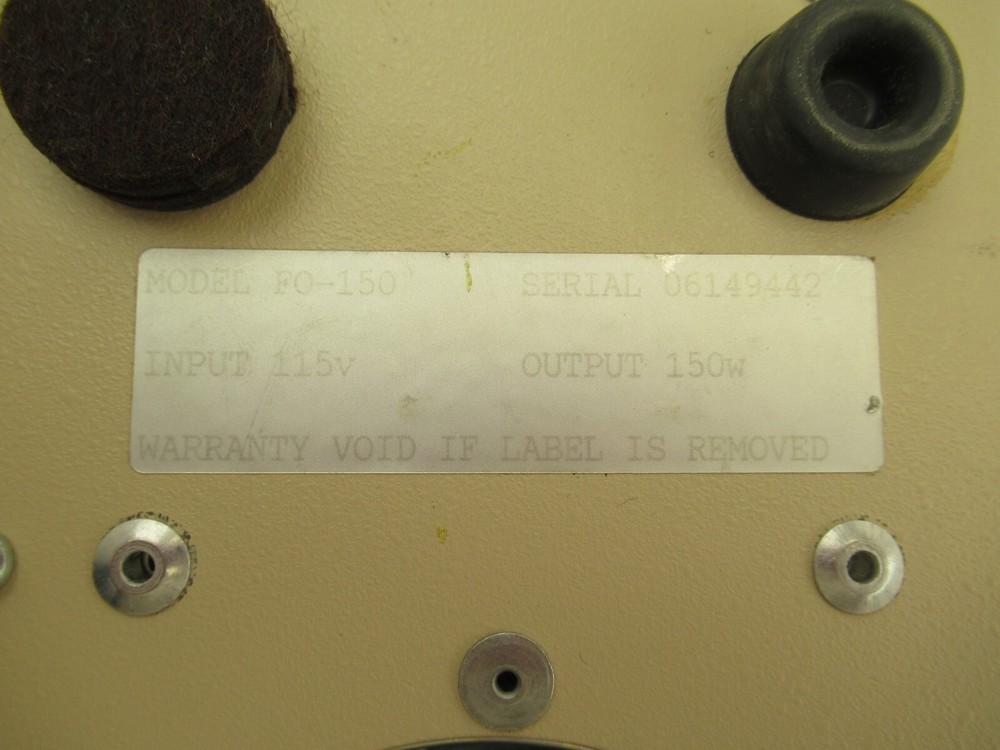 MODEL FO-150 SERIAL 06149442
INPUT 115v OUTPUT 150w
WARRANTY VOID IF LABEL IS REMOVED